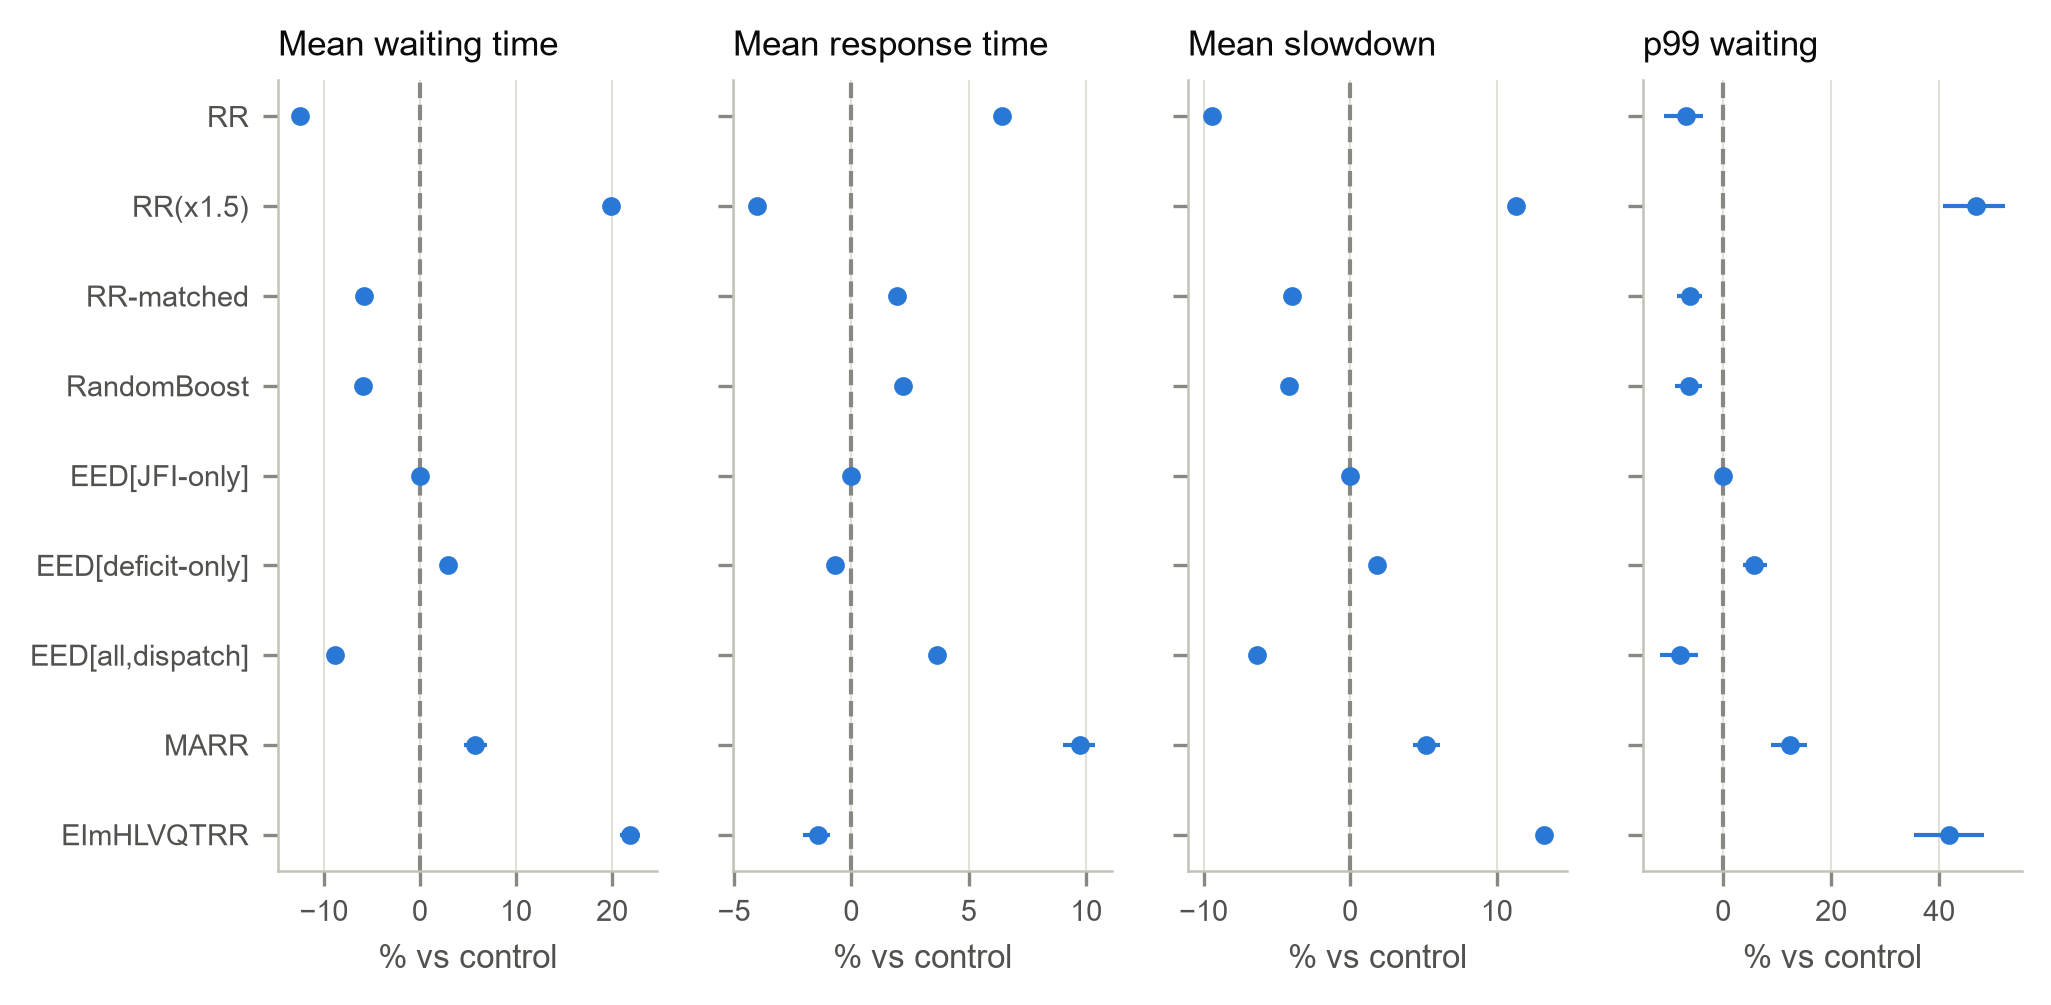 Mean waiting time
Mean response time
Mean slowdown
p99 waiting
RR
RR(x1.5)
RR-matched
RandomBoost
EED[JFI-only]
EED[deficit-only]
EED[all,dispatch]
MARR
EImHLVQTRR
−10 0 10 20
−5 0 5 10
−10 0 10
0 20 40
% vs control
% vs control
% vs control
% vs control